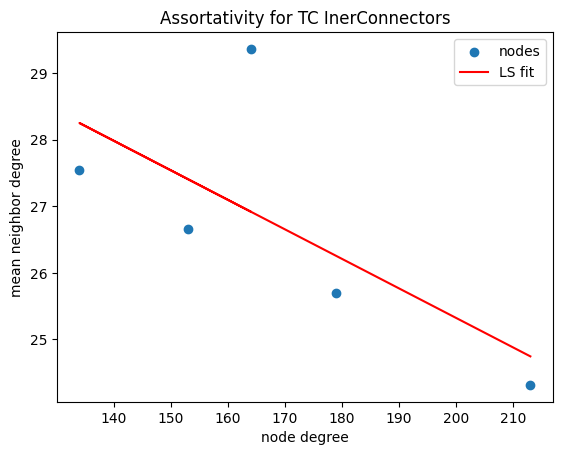 Assortativity for TC InerConnectors
nodes
LS fit
mean neighbor degree
29
28
27
26
25
140
150
160
170
180
190
200
210
node degree